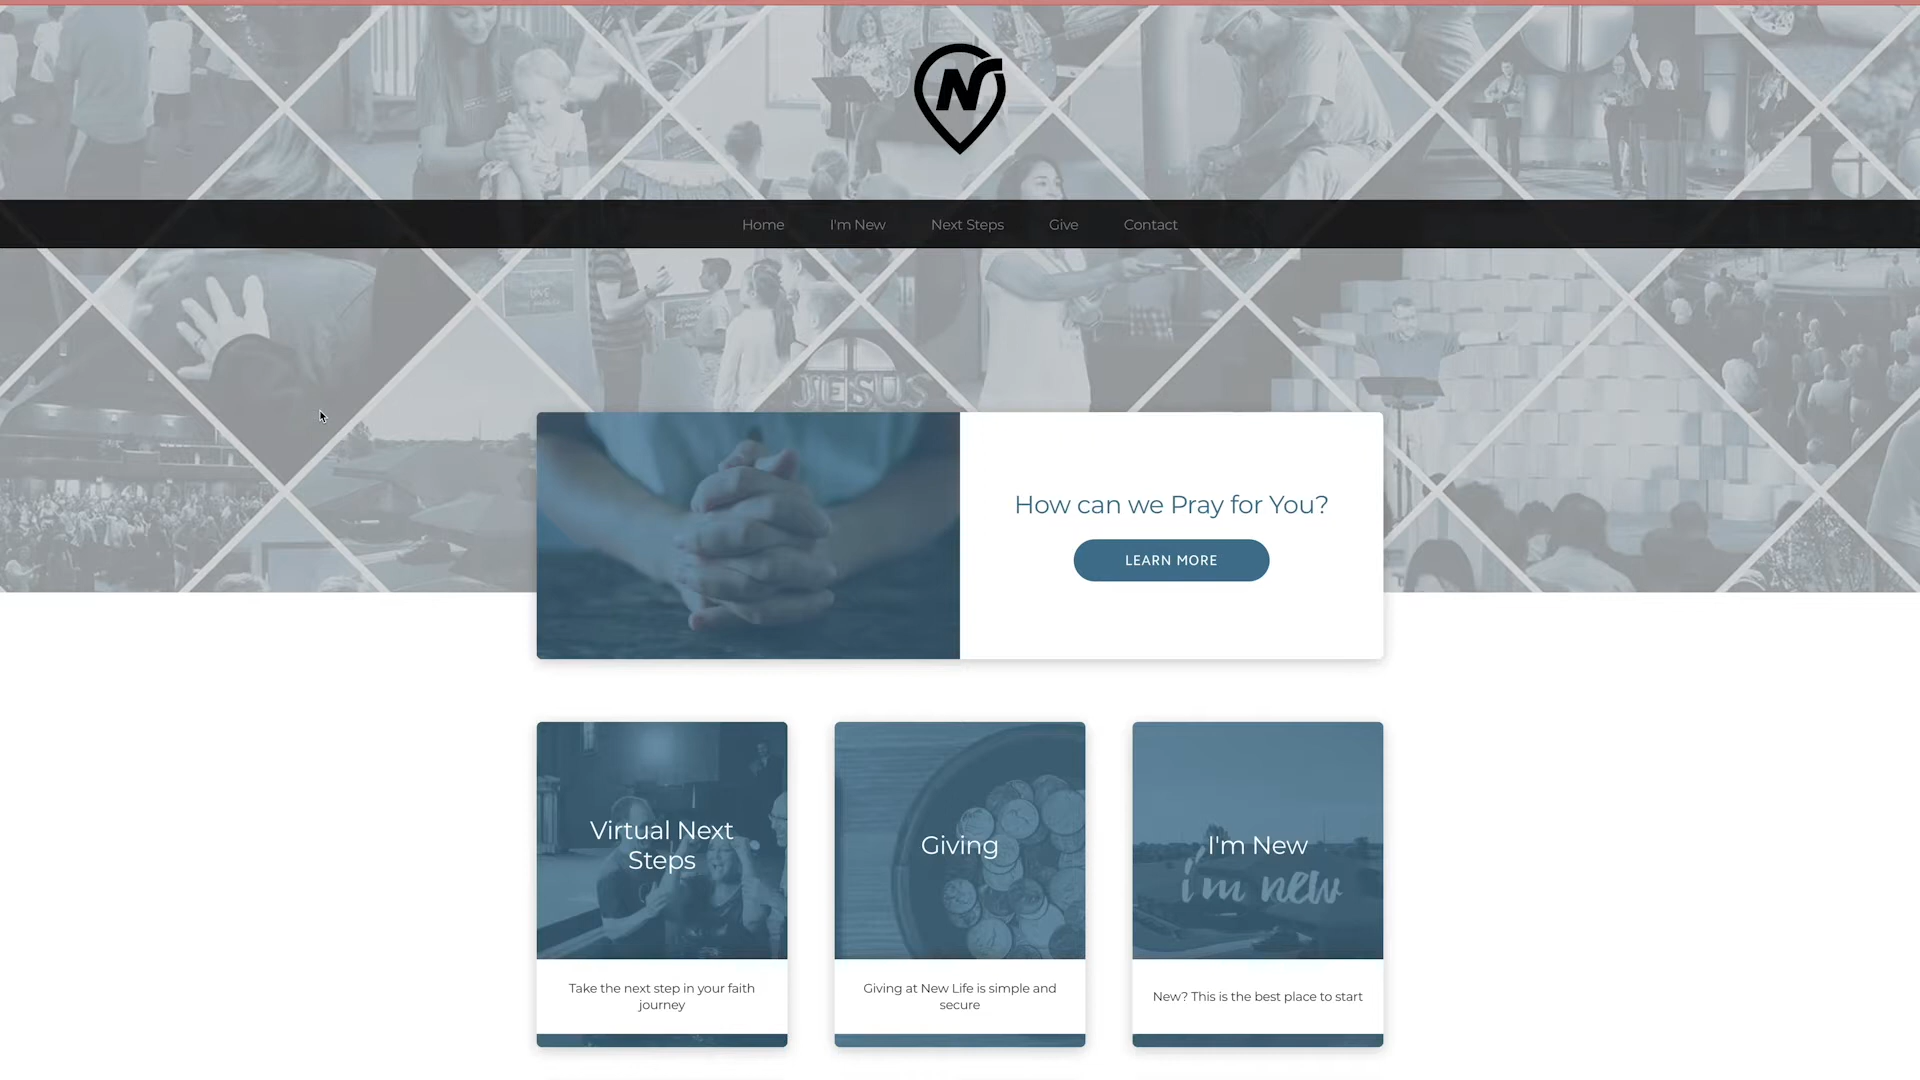 N
Home I'm New Next Steps Give Contact
LOVE
JESUS
How can we Pray for You?
LEARN MORE
Virtual Next
Steps
Giving
I'm New
i'm new
Take the next step in your faith
journey
Giving at New Life is simple and
secure
New? This is the best place to start